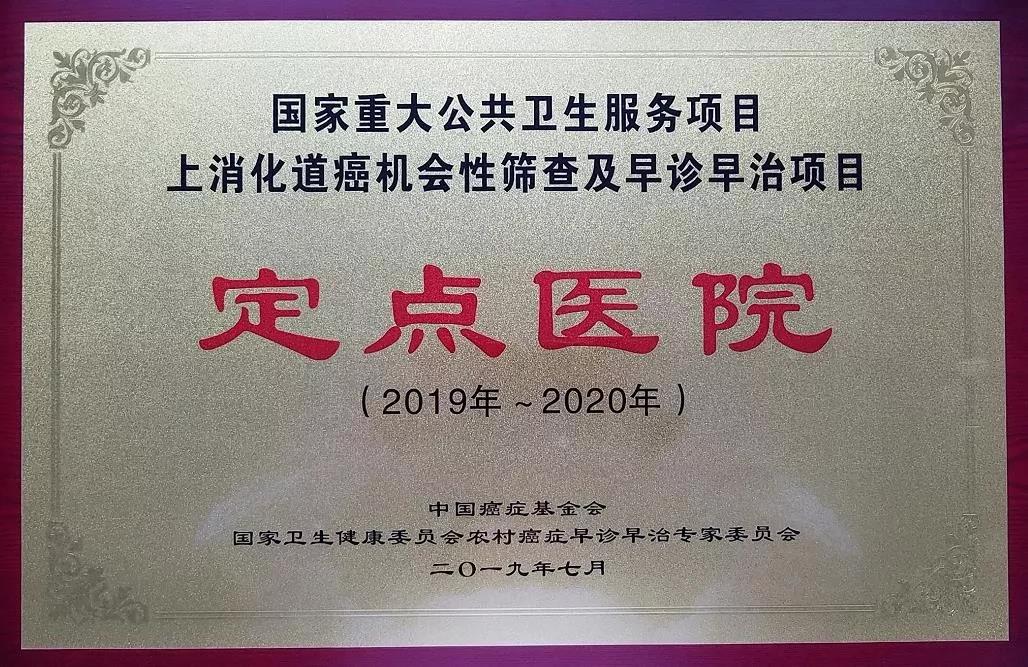 国家重大公共卫生服务项目
上消化道癌机会性筛查及早诊早治项目
定点医院
（2019年~2020年）
中国癌症基金会
国家卫生健康委员会农村癌症早诊早治专家委员会
二〇一九年七月